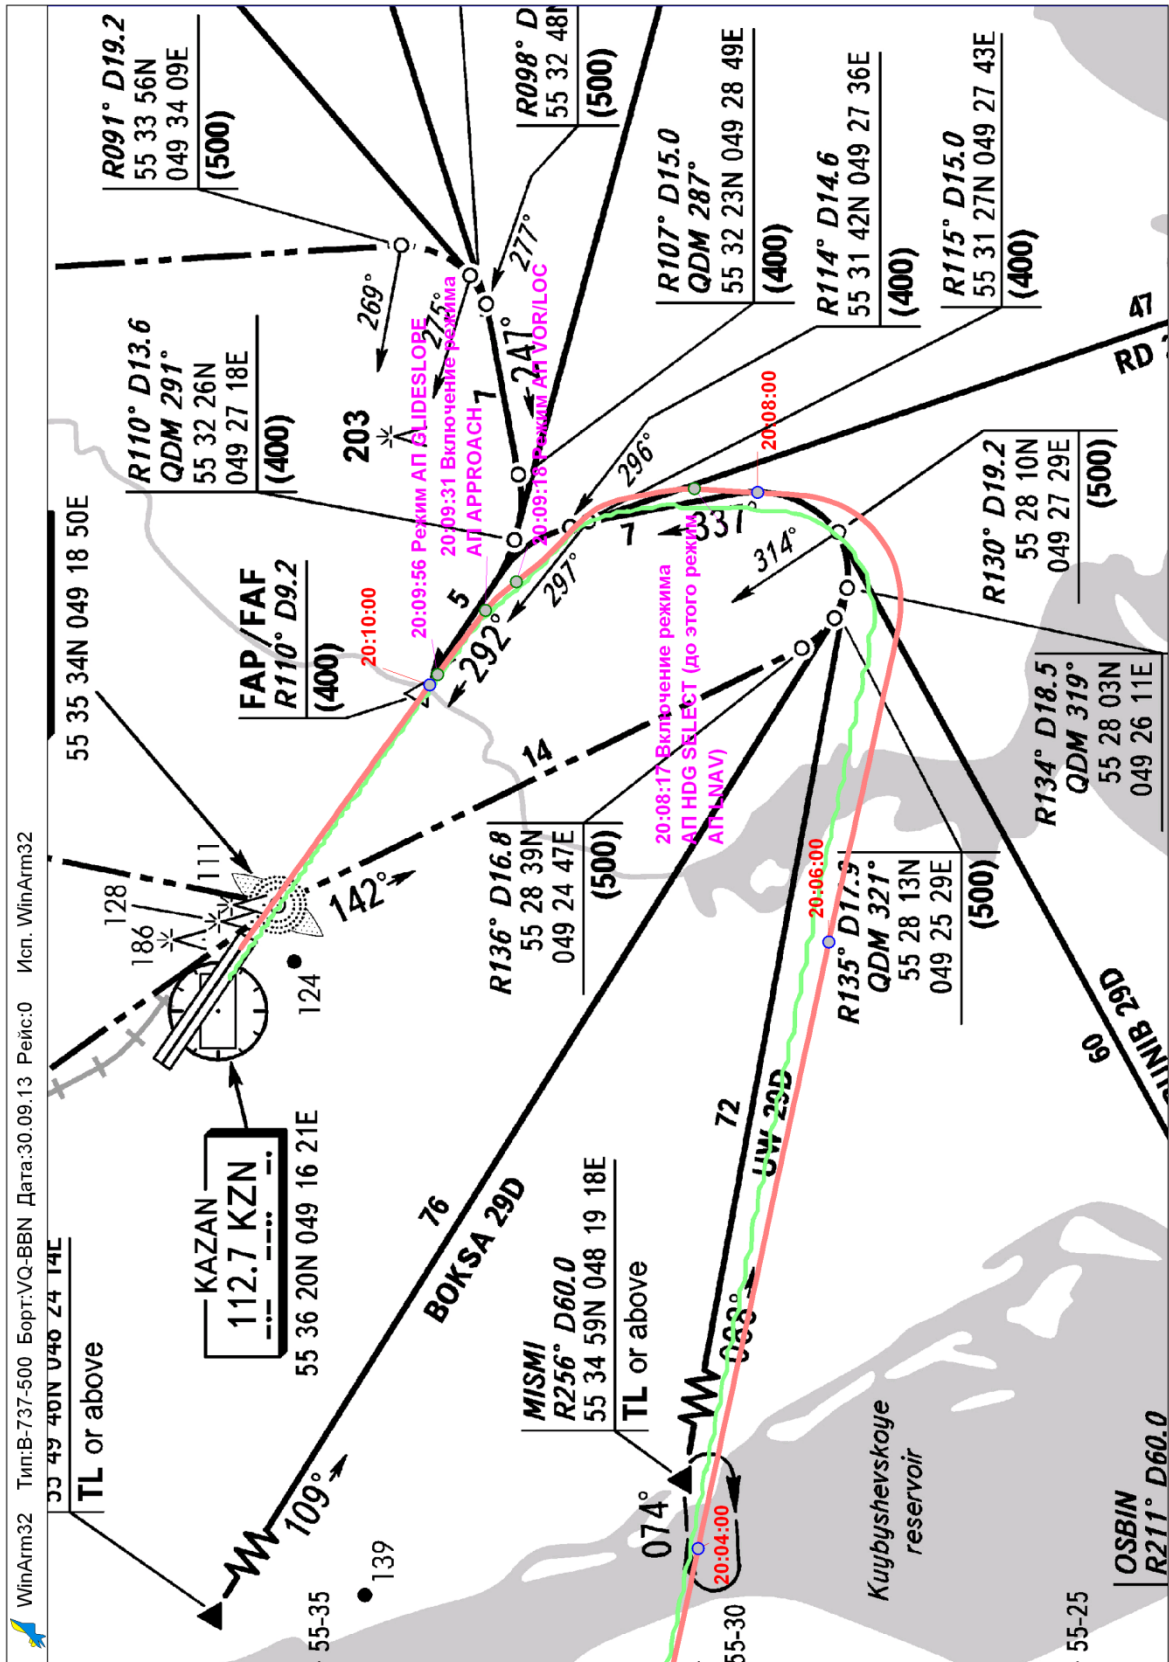 WinArm32 Тип:B-737-500 Борт:VQ-BBN Дата:30.09.13 Рейс:0 Исп. WinArm32
TL or above
109°
139
55-35
BOKSA 29D
76
KAZAN
112.7 KZN
55 36 20N 049 16 21E
186
128
111
124
142°
14
55 35 34N 049 18 50E
FAP/FAF
R110° D9.2
(400)
20:10:00
292°
5
R110° D13.6
QDM 291°
55 32 26N
049 27 18E
(400)
203
R091° D19.2
55 33 56N
049 34 09E
(500)
269°
275°
277°
247°
7
R098° D
55 32 48N
(500)
20:09:56 Режим АП GLIDESLOPE
20:09:31 Включение режима
АП APPROACH
20:09:18 Режим АП VOR/LOC
297°
296°
R107° D15.0
QDM 287°
55 32 23N 049 28 49E
(400)
R114° D14.6
55 31 42N 049 27 36E
(400)
R115° D15.0
55 31 27N 049 27 43E
(400)
47
RD
20:08:00
7
337°
314°
20:08:17 Включение режима
АП HDG SELECT (до этого режим
АП LNAV)
R130° D19.2
55 28 10N
049 27 29E
(500)
R134° D18.5
QDM 319°
55 28 03N
049 26 11E
R136° D16.8
55 28 39N
049 24 47E
(500)
R135° D17.9
QDM 321°
55 28 13N
049 25 29E
(500)
20:06:00
72
UW 29D
60
UNIB 29D
MISMI
R256° D60.0
55 34 59N 048 19 18E
TL or above
074°
20:04:00
55-30
Kuybyshevskoye
reservoir
55-25
OSBIN
R211° D60.0